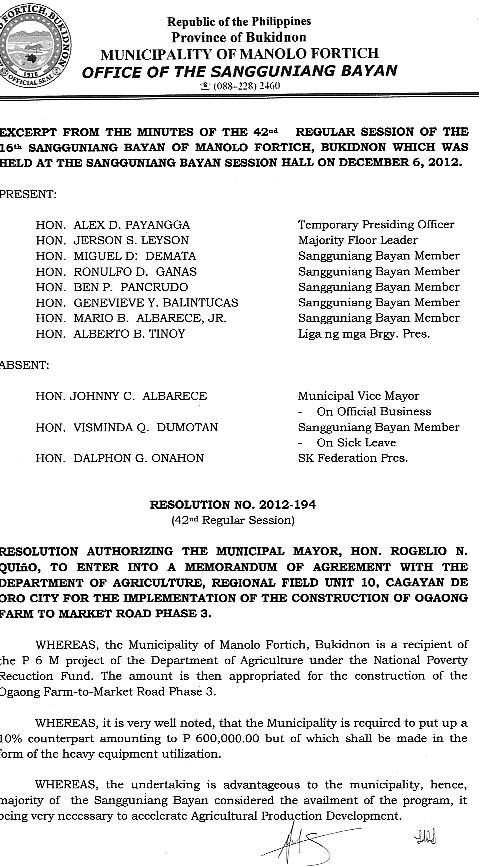 Republic of the Philippines
Province of Bukidnon
MUNICIPALITY OF MANOLO FORTICH
OFFICE OF THE SANGGUNIANG BAYAN
☏ (088-228) 2460
FORTICH, BUKIDNON
1916
OFFICIAL SEAL
EXCERPT FROM THE MINUTES OF THE 42nd REGULAR SESSION OF THE
16th SANGGUNIANG BAYAN OF MANOLO FORTICH, BUKIDNON WHICH WAS
HELD AT THE SANGGUNIANG BAYAN SESSION HALL ON DECEMBER 6, 2012.
PRESENT:
HON. ALEX D. PAYANGGA Temporary Presiding Officer
HON. JERSON S. LEYSON Majority Floor Leader
HON. MIGUEL D. DEMATA Sangguniang Bayan Member
HON. RONULFO D. GANAS Sangguniang Bayan Member
HON. BEN P. PANCRUDO Sangguniang Bayan Member
HON. GENEVIEVE Y. BALINTUCAS Sangguniang Bayan Member
HON. MARIO B. ALBARECE, JR. Sangguniang Bayan Member
HON. ALBERTO B. TINOY Liga ng mga Brgy. Pres.
ABSENT:
HON. JOHNNY C. ALBARECE Municipal Vice Mayor
- On Official Business
HON. VISMINDA Q. DUMOTAN Sangguniang Bayan Member
- On Sick Leave
HON. DALPHON G. ONAHON SK Federation Pres.
RESOLUTION NO. 2012-194
(42nd Regular Session)
RESOLUTION AUTHORIZING THE MUNICIPAL MAYOR, HON. ROGELIO N.
QUIñO, TO ENTER INTO A MEMORANDUM OF AGREEMENT WITH THE
DEPARTMENT OF AGRICULTURE, REGIONAL FIELD UNIT 10, CAGAYAN DE
ORO CITY FOR THE IMPLEMENTATION OF THE CONSTRUCTION OF OGAONG
FARM TO MARKET ROAD PHASE 3.
WHEREAS, the Municipality of Manolo Fortich, Bukidnon is a recipient of
the P 6 M project of the Department of Agriculture under the National Poverty
Recuction Fund. The amount is then appropriated for the construction of the
Ogaong Farm-to-Market Road Phase 3.
WHEREAS, it is very well noted, that the Municipality is required to put up a
10% counterpart amounting to P 600,000.00 but of which shall be made in the
form of the heavy equipment utilization.
WHEREAS, the undertaking is advantageous to the municipality, hence,
majority of the Sangguniang Bayan considered the availment of the program, it
being very necessary to accelerate Agricultural Production Development.